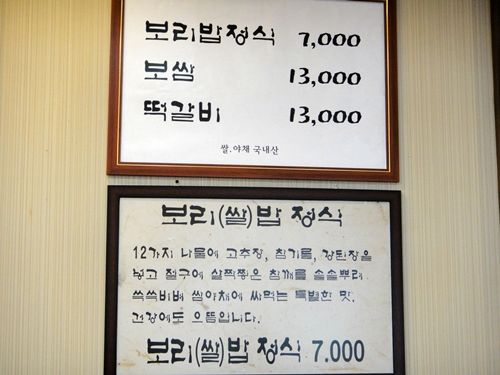 보리밥정식 7,000
보쌈 13,000
떡갈비 13,000
쌀.야채 국내산
보리(쌀)밥 정식
12가지 나물에 고추장, 참기름, 강된장을
넣고 절구에 살짝찧은 참깨를 솔솔뿌려
쓱쓱비벼 쌈야채에 싸먹는 특별한 맛.
건강에도 으뜸입니다.
보리(쌀)밥 정식 7.000